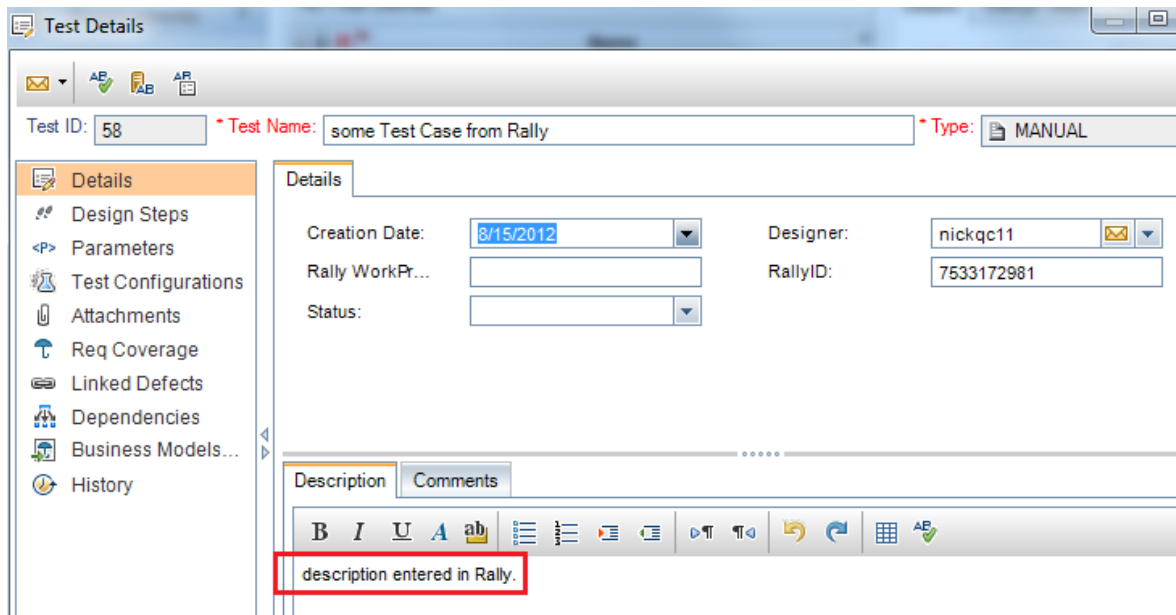 Test Details
Test ID: 58 * Test Name: some Test Case from Rally * Type: MANUAL
Details
Design Steps
<P> Parameters
Test Configurations
Attachments
Req Coverage
Linked Defects
Dependencies
Business Models...
History
Details
Creation Date: 8/15/2012 Designer: nickqc11
Rally WorkPr... RallyID: 7533172981
Status:
Description Comments
B I U A ab
description entered in Rally.